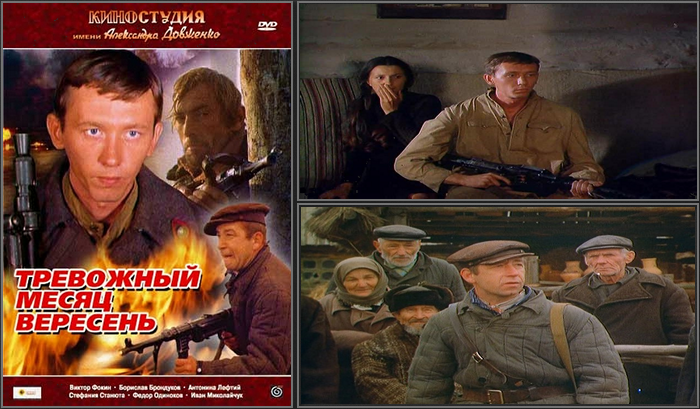 КИНОСТУДИЯ
ИМЕНИ Александра Довженко
DVD
ТРЕВОЖНЫЙ
МЕСЯЦ
ВЕРЕСЕНЬ
Виктор Фокин • Борислав Брондуков • Антонина Лефтий
Стефания Станюта • Федор Одиноков • Иван Миколайчук